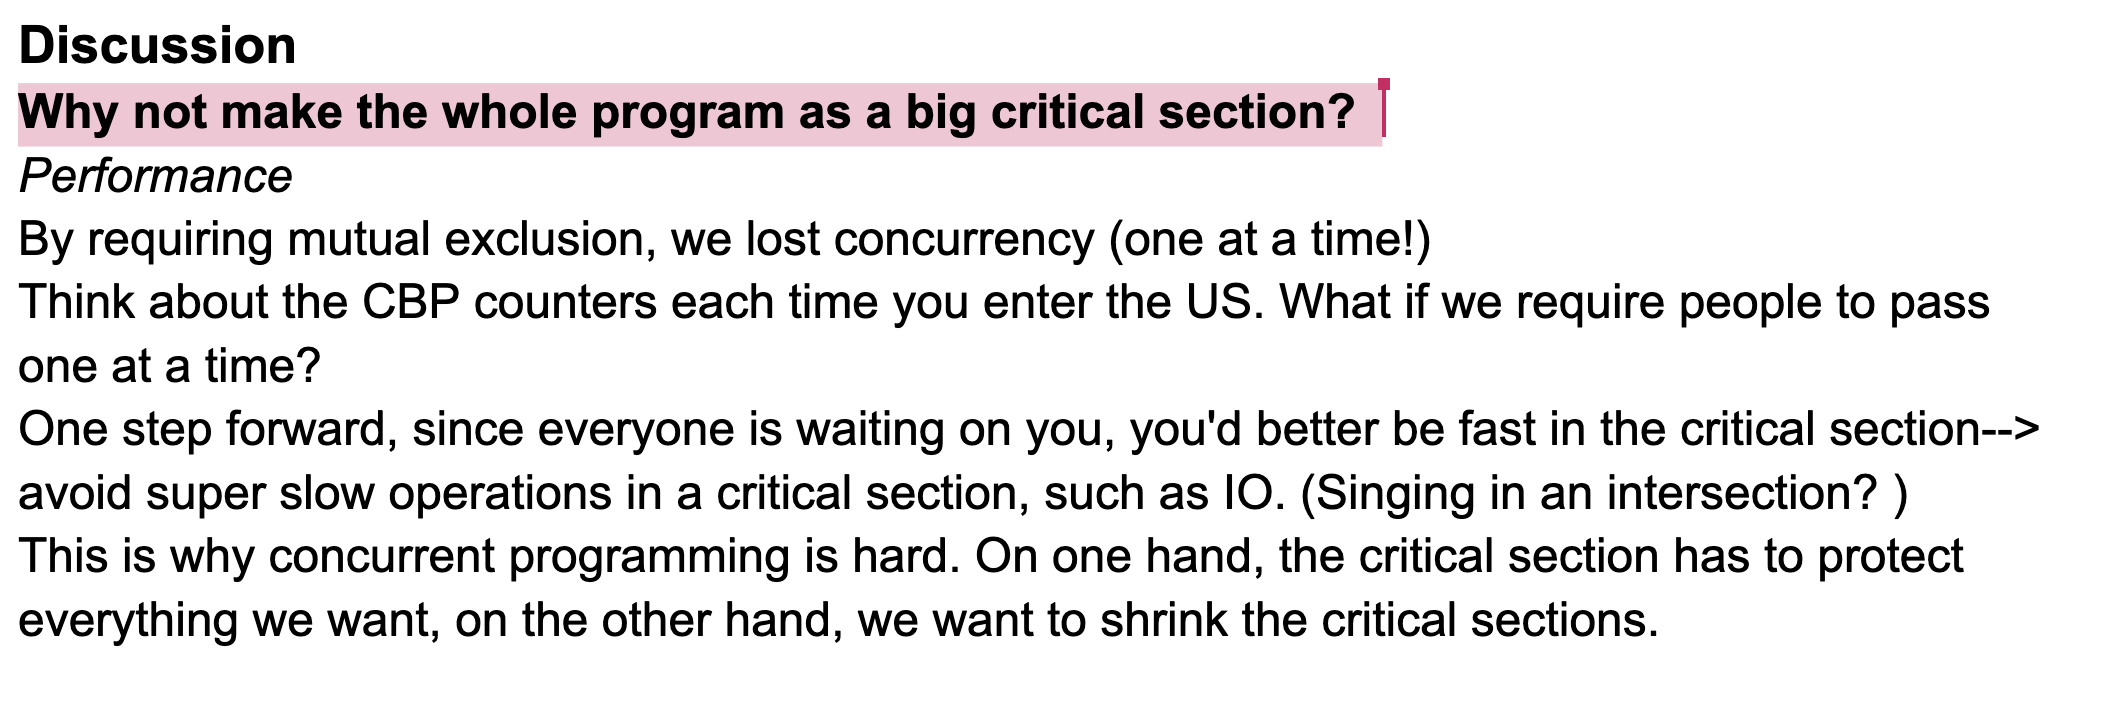 Discussion
Why not make the whole program as a big critical section?
Performance
By requiring mutual exclusion, we lost concurrency (one at a time!)
Think about the CBP counters each time you enter the US. What if we require people to pass
one at a time?
One step forward, since everyone is waiting on you, you'd better be fast in the critical section-->
avoid super slow operations in a critical section, such as IO. (Singing in an intersection? )
This is why concurrent programming is hard. On one hand, the critical section has to protect
everything we want, on the other hand, we want to shrink the critical sections.